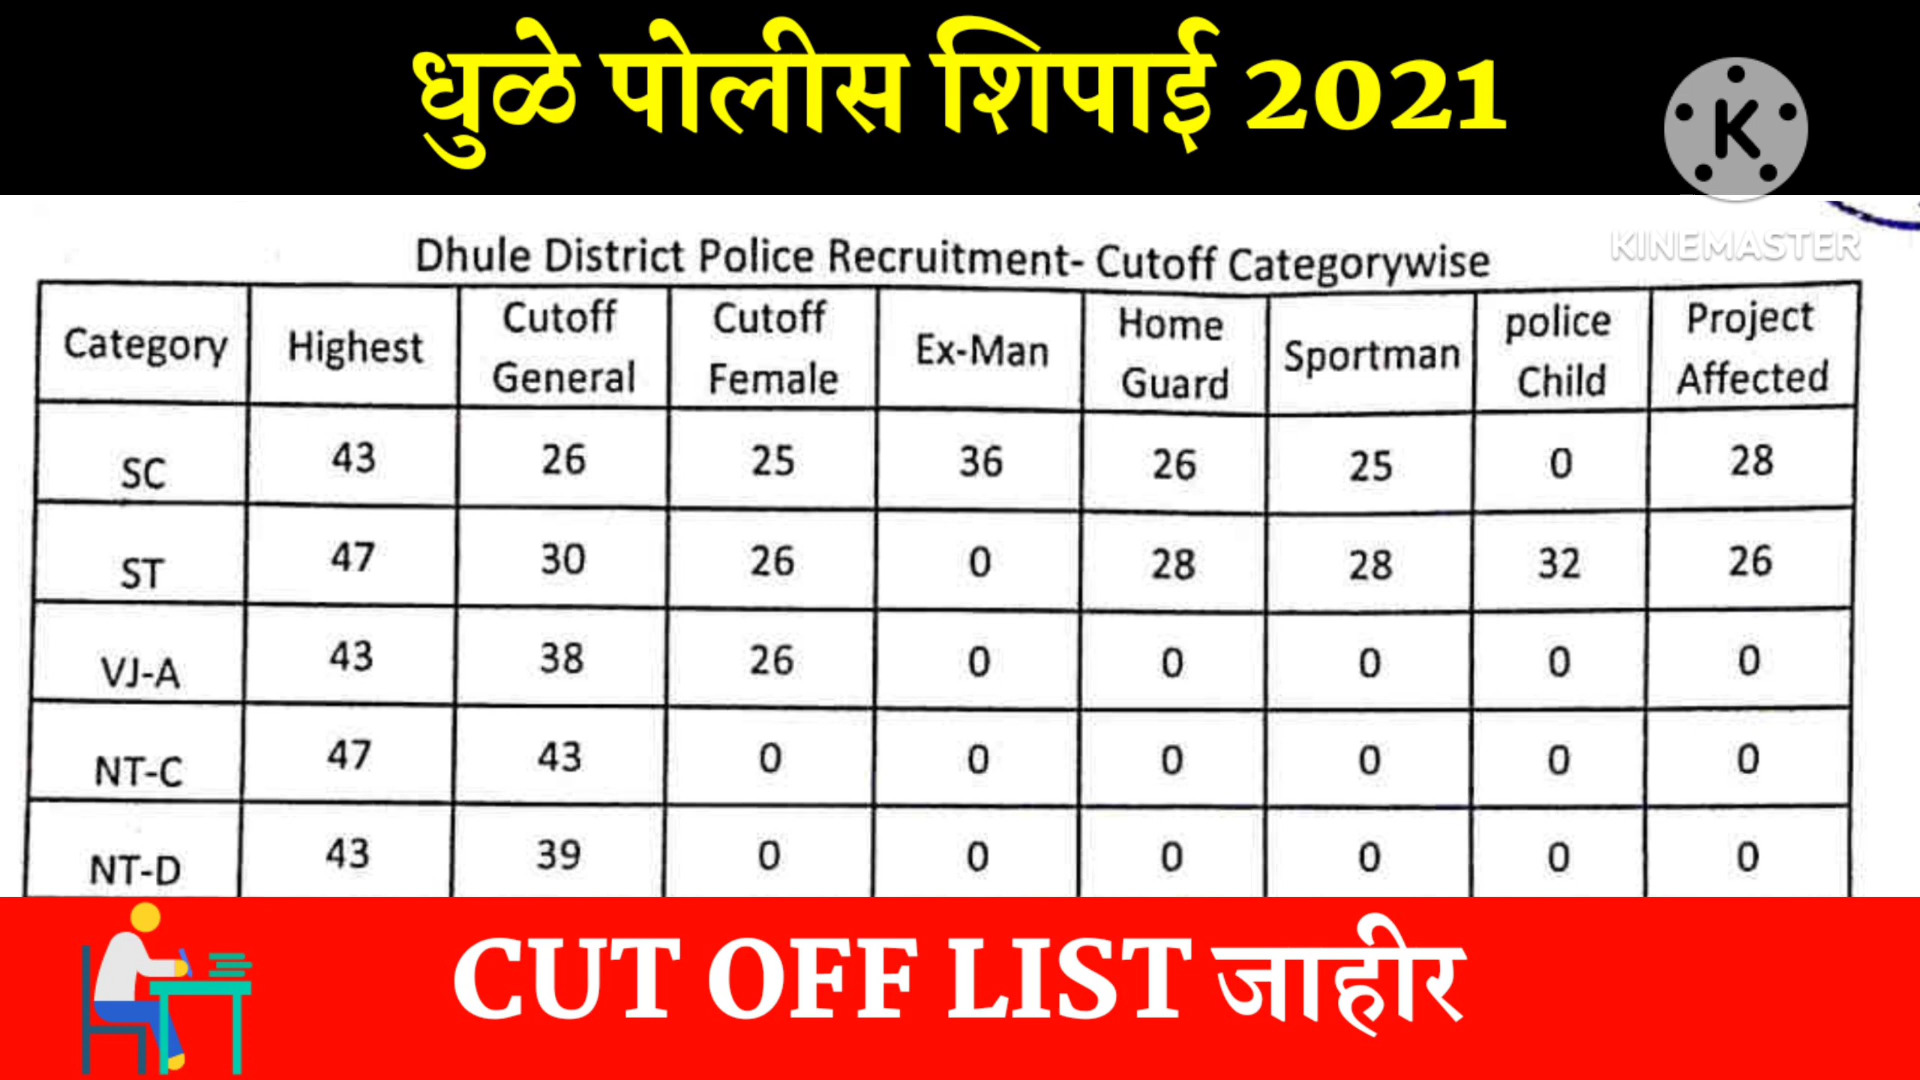 धुळे पोलीस शिपाई 2021
K
KINEMASTER
Dhule District Police Recruitment- Cutoff Categorywise
Category Highest Cutoff General Cutoff Female Ex-Man Home Guard Sportman police Child Project Affected
SC 43 26 25 36 26 25 0 28
ST 47 30 26 0 28 28 32 26
VJ-A 43 38 26 0 0 0 0 0
NT-C 47 43 0 0 0 0 0 0
NT-D 43 39 0 0 0 0 0 0
CUT OFF LIST जाहीर